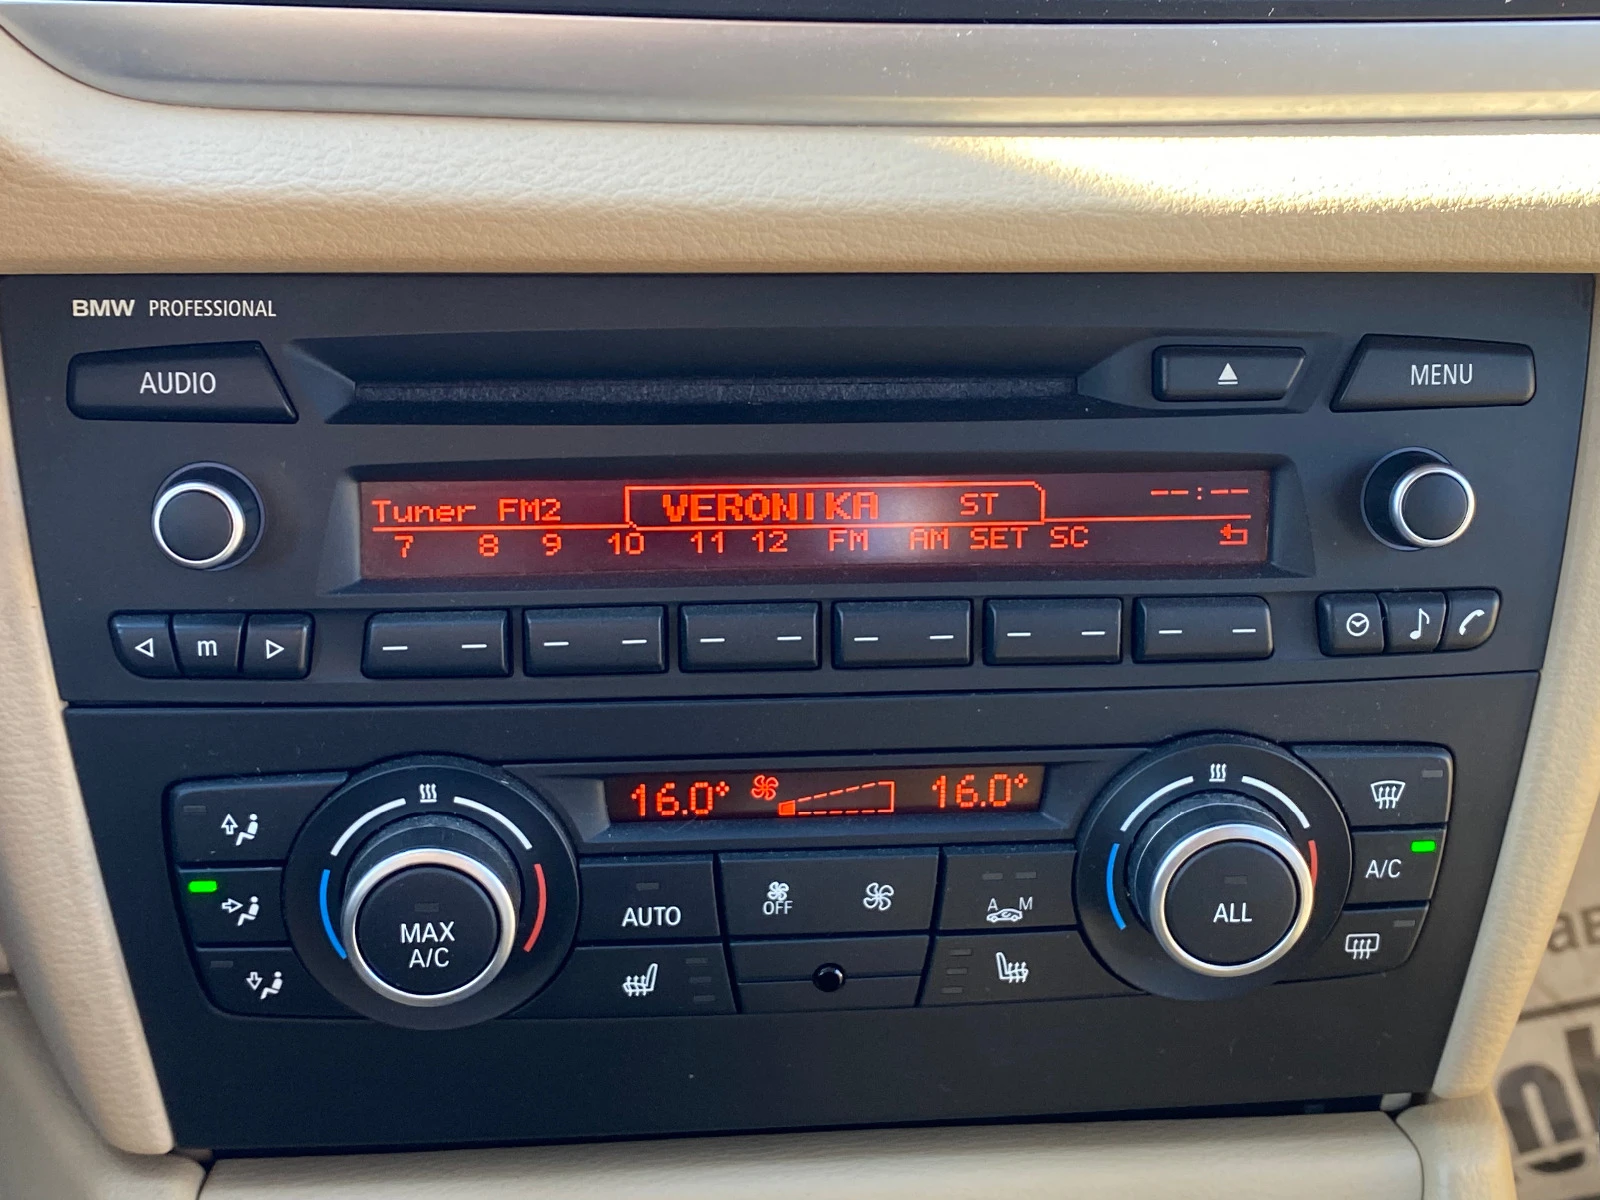 BMW PROFESSIONAL
AUDIO
MENU
Tuner FM2 VERONIKA ST --:--
7 8 9 10 11 12 FM AM SET SC
m
16.0° 16.0°
MAX
A/C
AUTO
OFF
A M
ALL
A/C